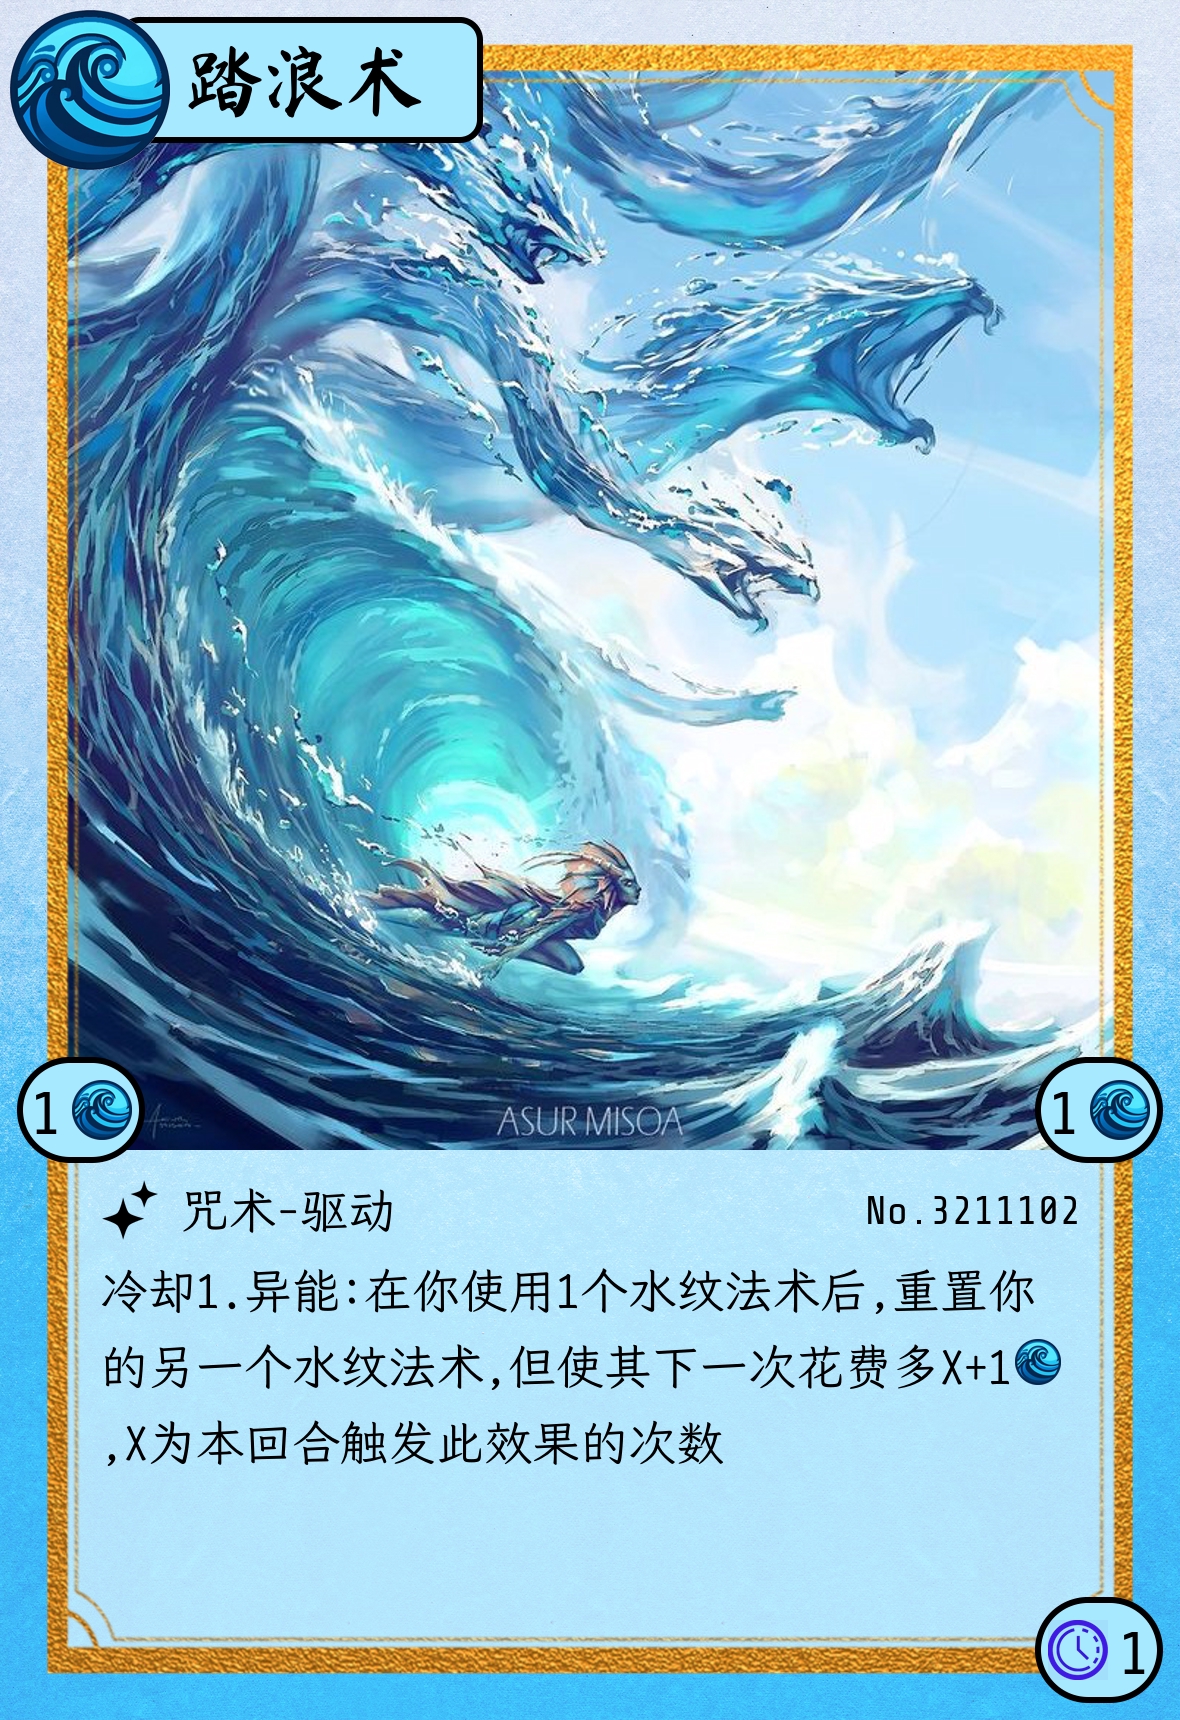 踏浪术
1
1
ASUR MISOA
咒术-驱动
No.3211102
冷却1.异能:在你使用1个水纹法术后,重置你
的另一个水纹法术,但使其下一次花费多X+1
,X为本回合触发此效果的次数
1